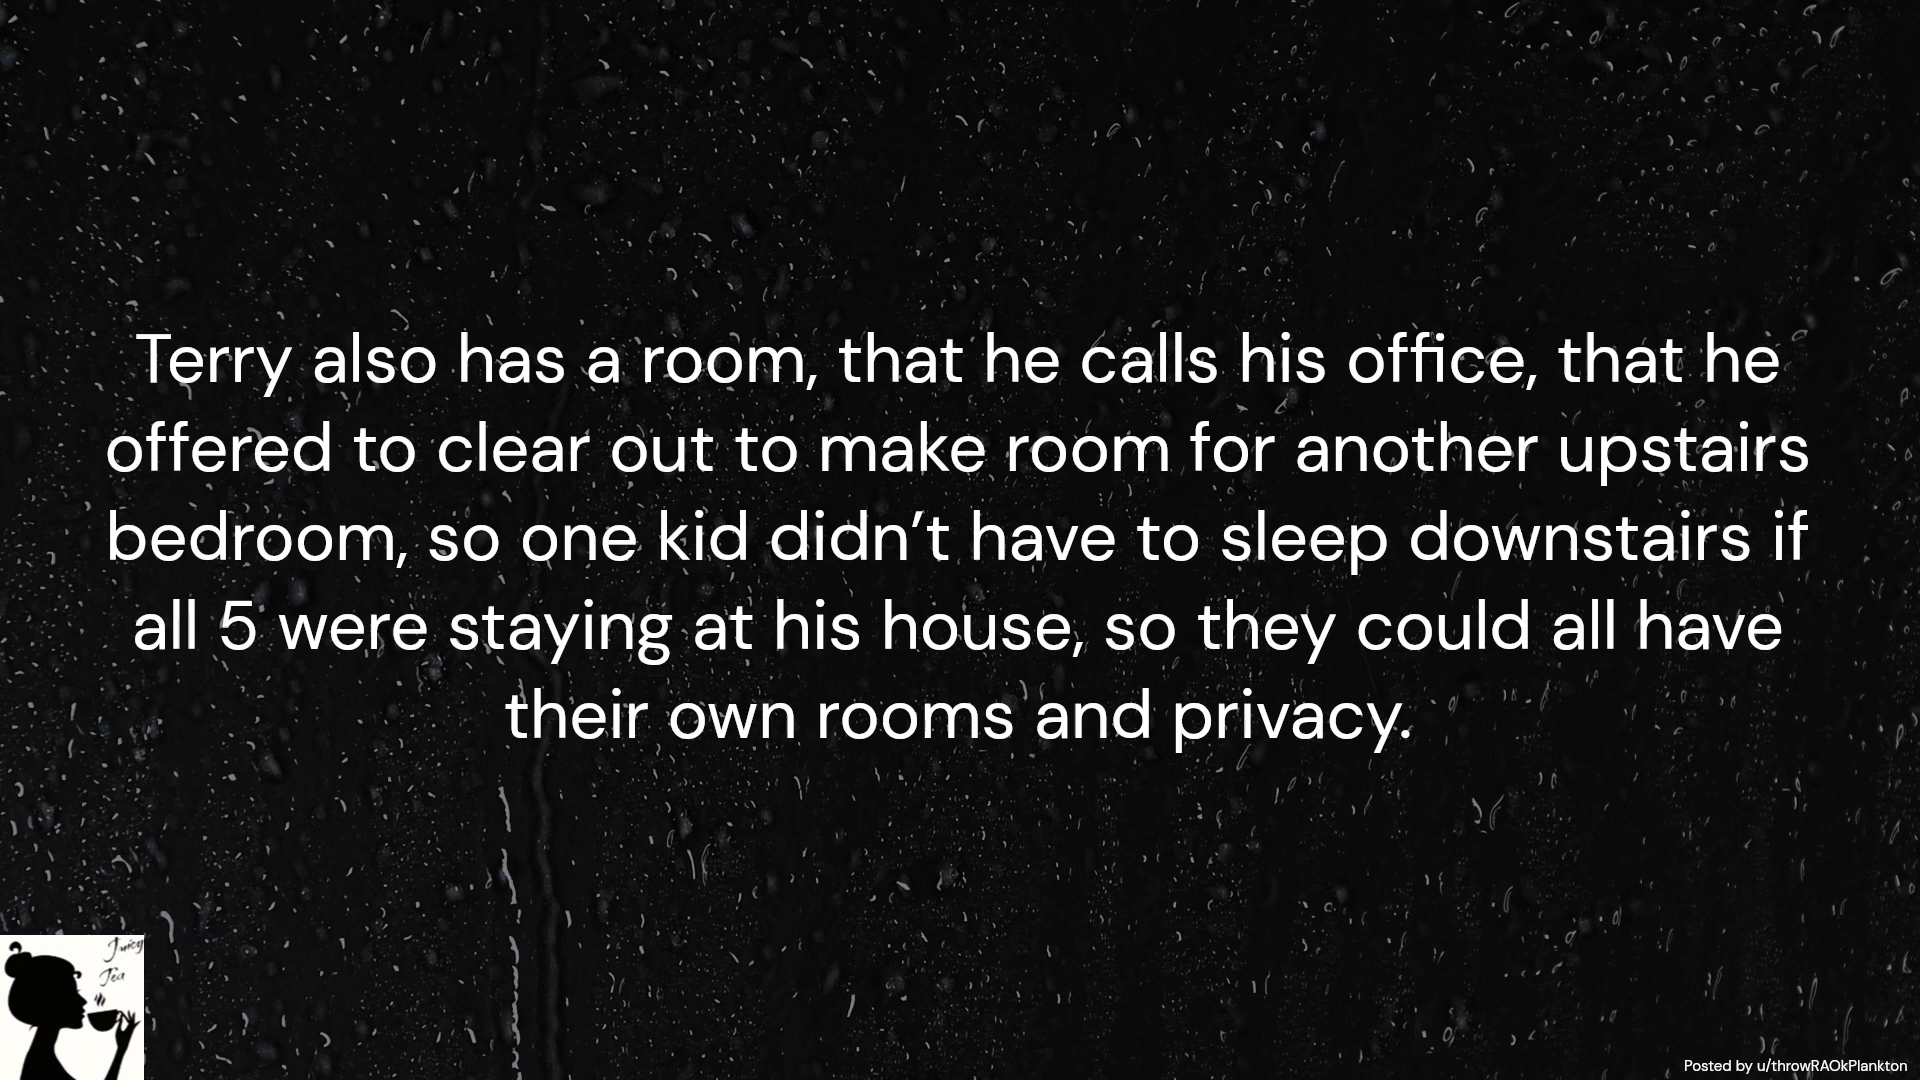 Terry also has a room, that he calls his office, that he
offered to clear out to make room for another upstairs
bedroom, so one kid didn’t have to sleep downstairs if
all 5 were staying at his house, so they could all have
their own rooms and privacy.
Juicy
Tea
Posted by u/throwRAOkPlankton